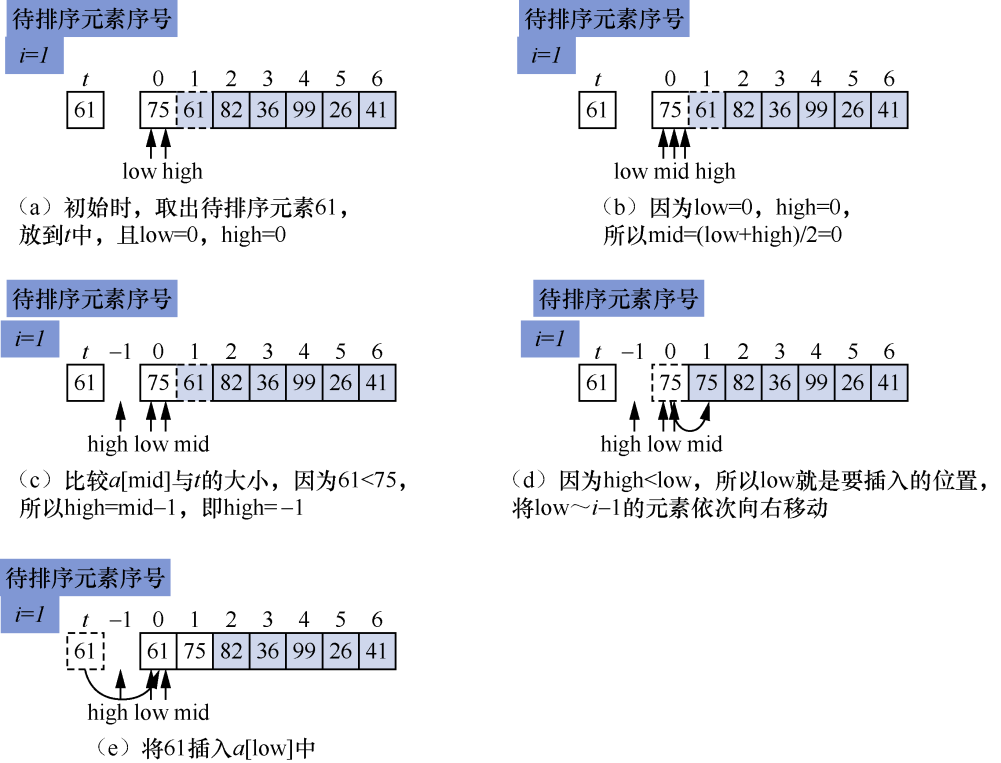 待排序元素序号
i=1
t 0 1 2 3 4 5 6
61 75 61 82 36 99 26 41
low high
（a）初始时，取出待排序元素61，
放到t中，且low=0，high=0
待排序元素序号
i=1
t 0 1 2 3 4 5 6
61 75 61 82 36 99 26 41
low mid high
（b）因为low=0，high=0，
所以mid=(low+high)/2=0
待排序元素序号
i=1
t –1 0 1 2 3 4 5 6
61 75 61 82 36 99 26 41
high low mid
（c）比较a[mid]与t的大小，因为61<75，
所以high=mid–1，即high=–1
待排序元素序号
i=1
t –1 0 1 2 3 4 5 6
61 75 75 82 36 99 26 41
high low mid
（d）因为high<low，所以low就是要插入的位置，
将low～i–1的元素依次向右移动
待排序元素序号
i=1
t –1 0 1 2 3 4 5 6
61 61 75 82 36 99 26 41
high low mid
（e）将61插入a[low]中